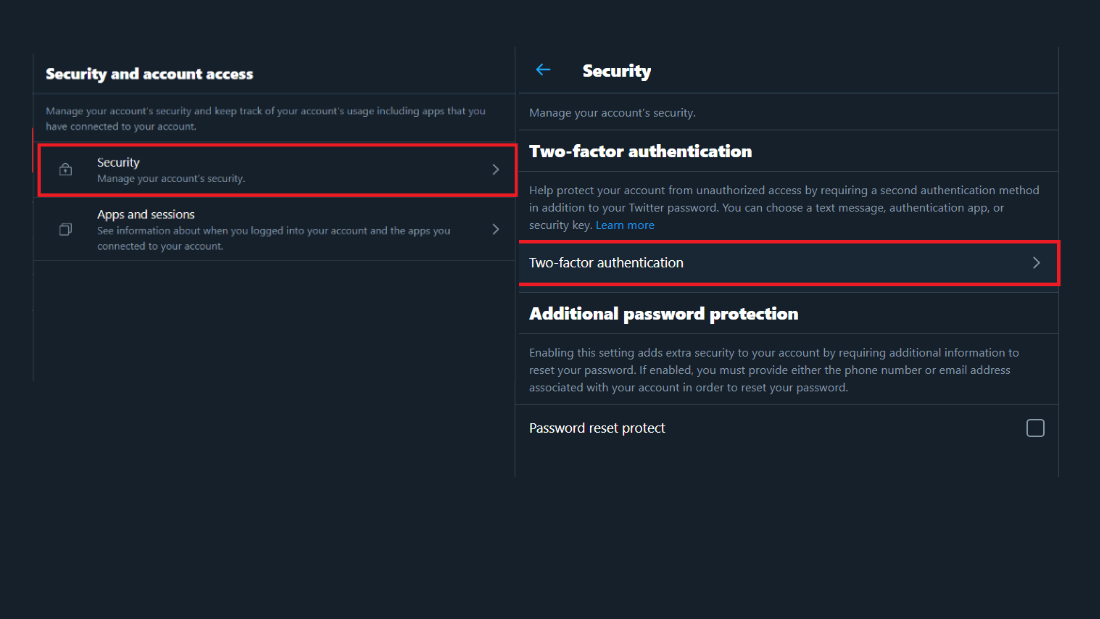 Security and account access
Manage your account's security and keep track of your account's usage including apps that you
have connected to your account.
Security
Manage your account's security.
Apps and sessions
See information about when you logged into your account and the apps you
connected to your account.
Security
Manage your account's security.
Two-factor authentication
Help protect your account from unauthorized access by requiring a second authentication method
in addition to your Twitter password. You can choose a text message, authentication app, or
security key. Learn more
Two-factor authentication
Additional password protection
Enabling this setting adds extra security to your account by requiring additional information to
reset your password. If enabled, you must provide either the phone number or email address
associated with your account in order to reset your password.
Password reset protect